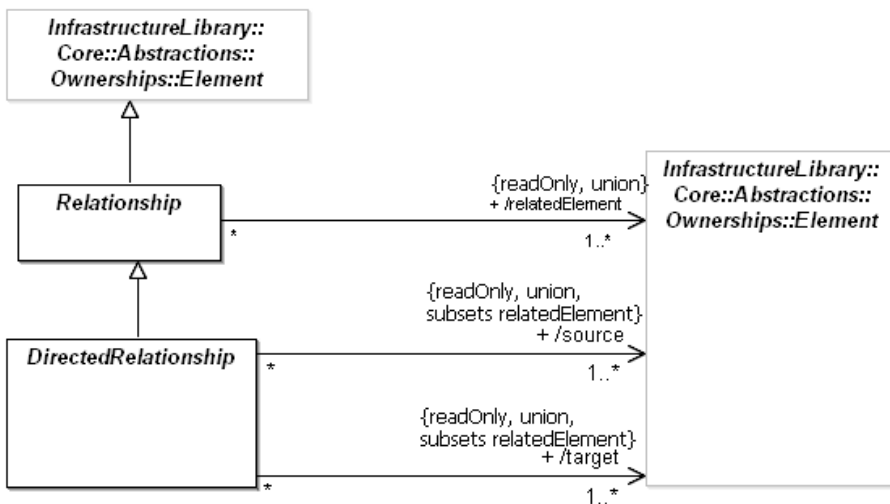 InfrastructureLibrary::
Core::Abstractions::
Ownerships::Element
Relationship
{readOnly, union}
+ /relatedElement
*
1..*
InfrastructureLibrary::
Core::Abstractions::
Ownerships::Element
DirectedRelationship
{readOnly, union,
subsets relatedElement}
+ /source
*
1..*
{readOnly, union,
subsets relatedElement}
+ /target
*
1..*